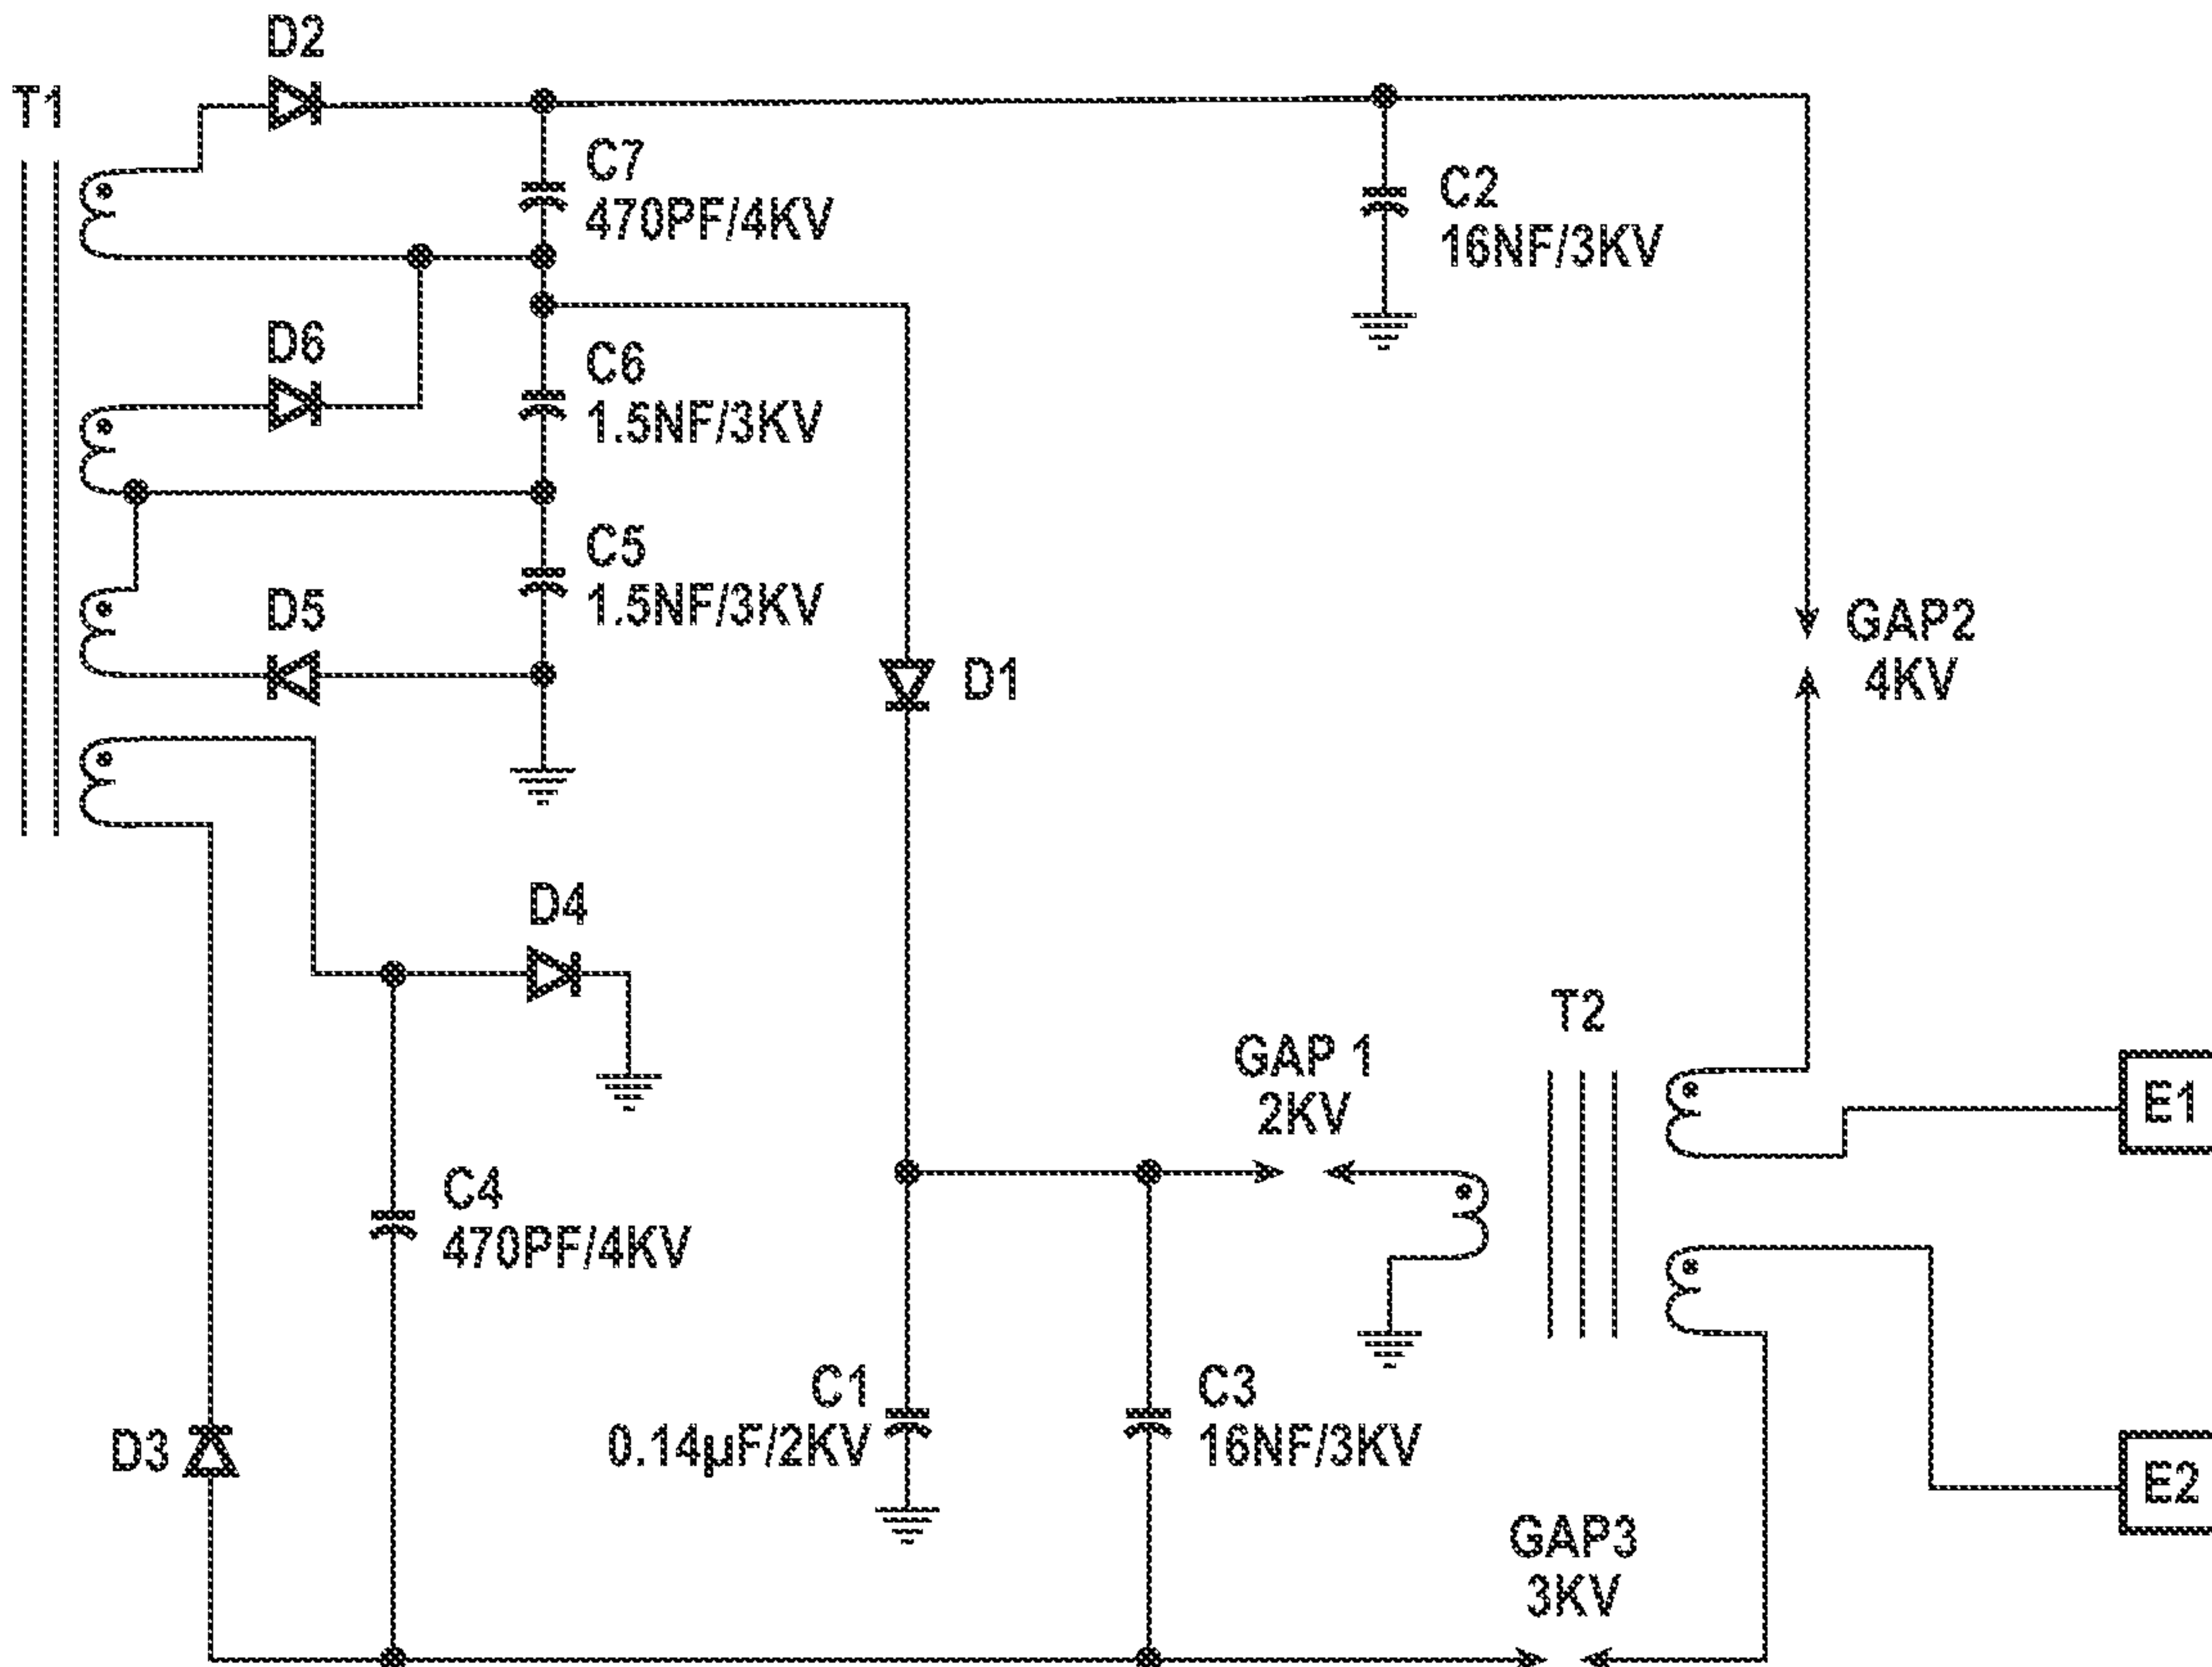 D2
T1
C7
470PF/4KV
C2
16NF/3KV
D6
C6
1.5NF/3KV
C5
1.5NF/3KV
D5
GAP2
4KV
D1
D4
T2
GAP 1
2KV
E1
C4
470PF/4KV
C1
0.14µF/2KV
C3
16NF/3KV
D3
E2
GAP3
3KV